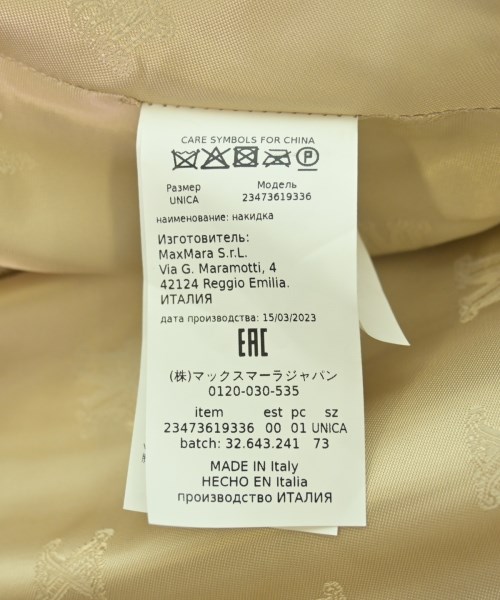 CARE SYMBOLS FOR CHINA
Размер Модель
UNICA 23473619336
наименование: накидка
Изготовитель:
MaxMara S.r.L.
Via G. Maramotti, 4
42124 Reggio Emilia.
ИТАЛИЯ
дата производства: 15/03/2023
EAC
(株)マックスマーラジャパン
0120-030-535
item est pc sz
23473619336 00 01 UNICA
batch: 32.643.241 73
MADE IN Italy
HECHO EN Italia
производство ИТАЛИЯ